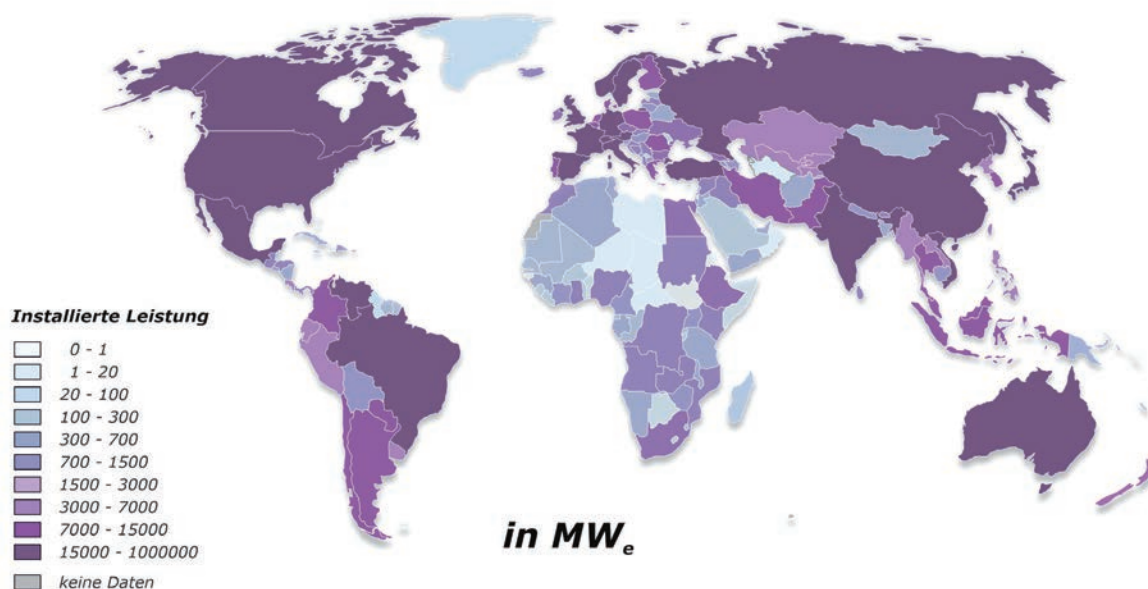 Installierte Leistung
0 - 1
1 - 20
20 - 100
100 - 300
300 - 700
700 - 1500
1500 - 3000
3000 - 7000
7000 - 15000
15000 - 1000000
keine Daten
in MWe